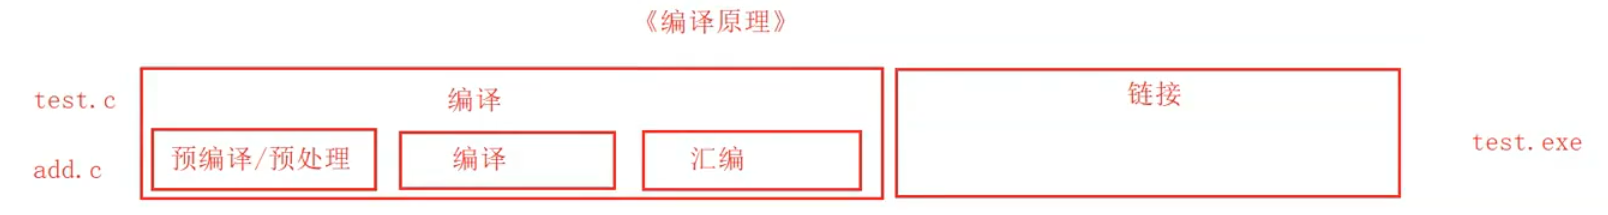 《编译原理》
test.c
编译
链接
预编译/预处理
编译
汇编
add.c
test.exe